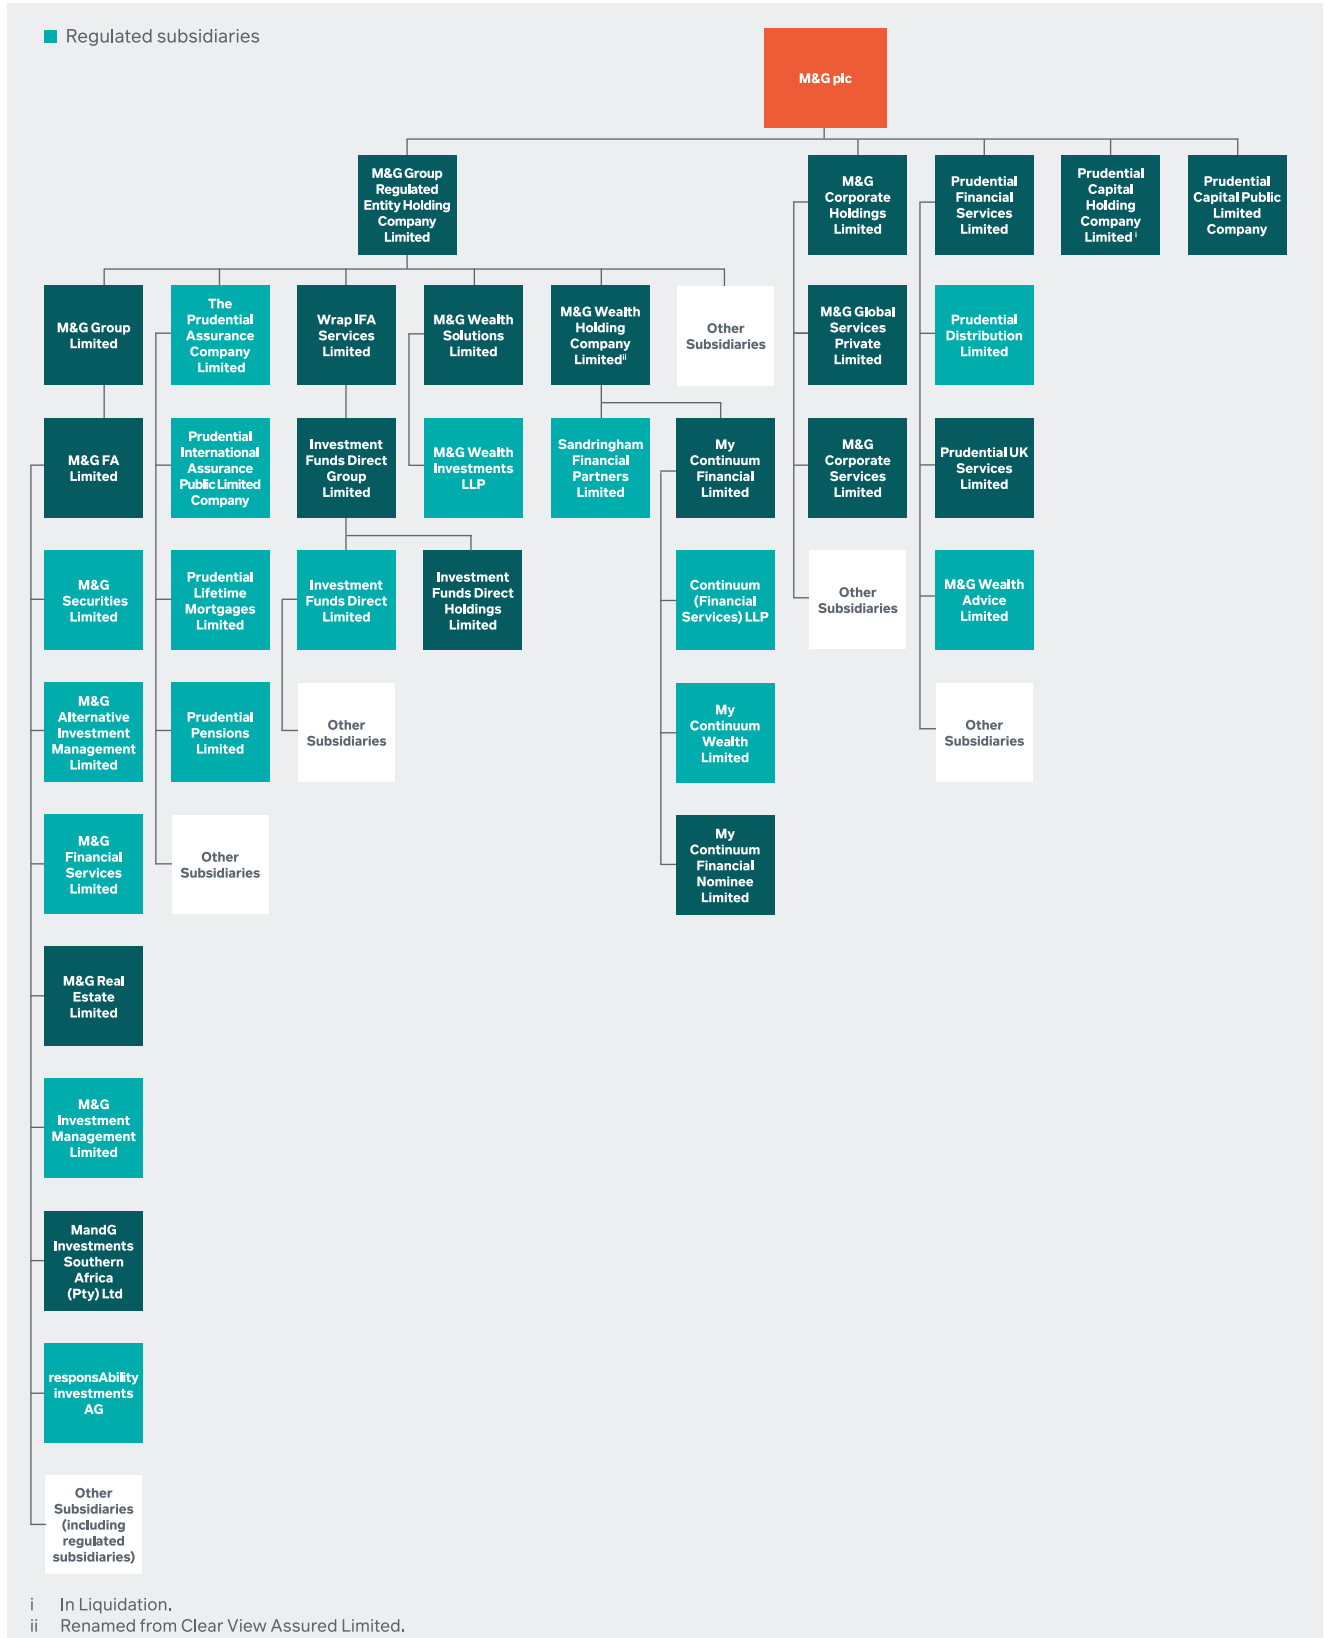 Regulated subsidiaries
M&G plc
M&G Group
Regulated
Entity Holding
Company
Limited
M&G
Corporate
Holdings
Limited
Prudential
Financial
Services
Limited
Prudential
Capital
Holding
Company
Limited i
Prudential
Capital Public
Limited
Company
M&G Group
Limited
The
Prudential
Assurance
Company
Limited
Wrap IFA
Services
Limited
M&G Wealth
Solutions
Limited
M&G Wealth
Holding
Company
Limited ii
Other
Subsidiaries
M&G Global
Services
Private
Limited
Prudential
Distribution
Limited
M&G FA
Limited
Prudential
International
Assurance
Public Limited
Company
Investment
Funds Direct
Group
Limited
M&G Wealth
Investments
LLP
Sandringham
Financial
Partners
Limited
My
Continuum
Financial
Limited
M&G
Corporate
Services
Limited
Prudential UK
Services
Limited
M&G
Securities
Limited
Prudential
Lifetime
Mortgages
Limited
Investment
Funds Direct
Limited
Investment
Funds Direct
Holdings
Limited
Continuum
(Financial
Services) LLP
Other
Subsidiaries
M&G Wealth
Advice
Limited
M&G
Alternative
Investment
Management
Limited
Prudential
Pensions
Limited
Other
Subsidiaries
My
Continuum
Wealth
Limited
Other
Subsidiaries
M&G
Financial
Services
Limited
Other
Subsidiaries
My
Continuum
Financial
Nominee
Limited
M&G Real
Estate
Limited
M&G
Investment
Management
Limited
MandG
Investments
Southern
Africa
(Pty) Ltd
responsAbility
investments
AG
Other
Subsidiaries
(including
regulated
subsidiaries)
i In Liquidation.
ii Renamed from Clear View Assured Limited.